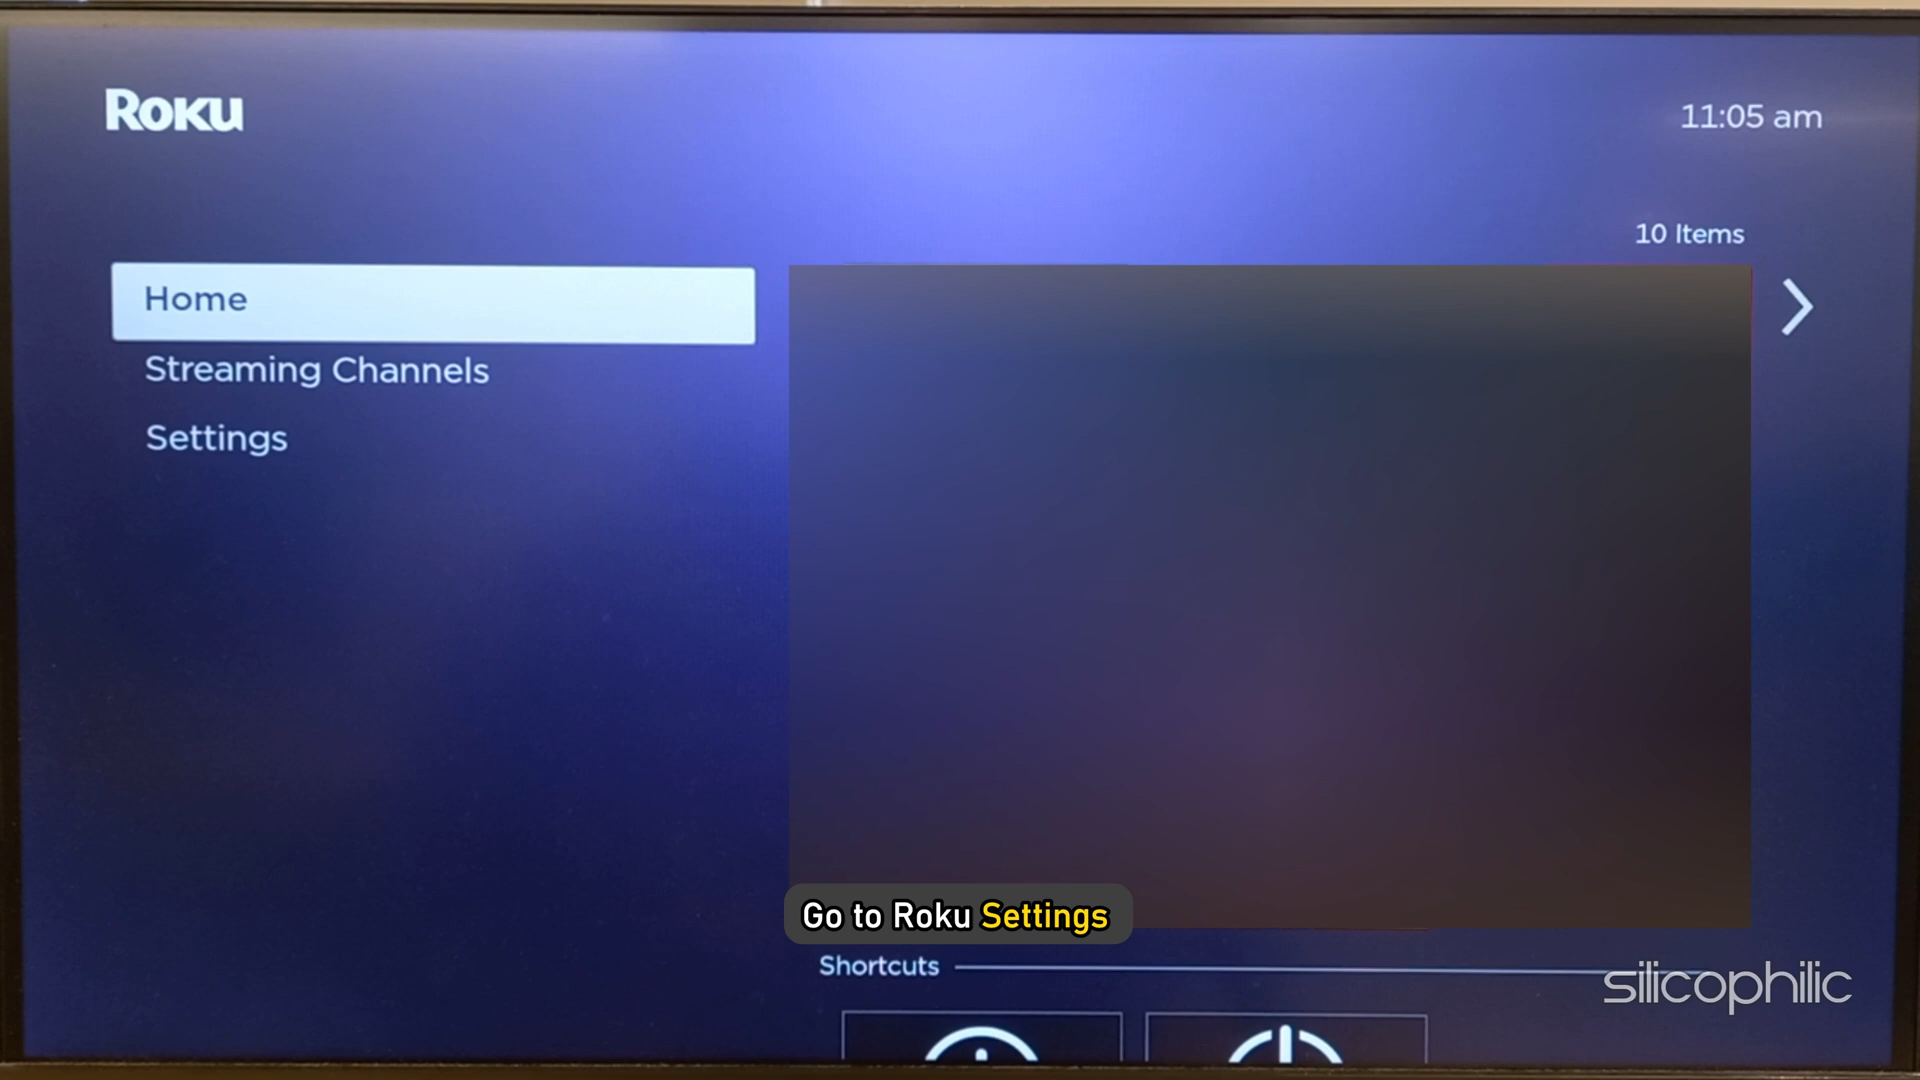 Roku
11:05 am
10 Items
Home
Streaming Channels
Settings
Go to Roku Settings
Shortcuts
silicophilic